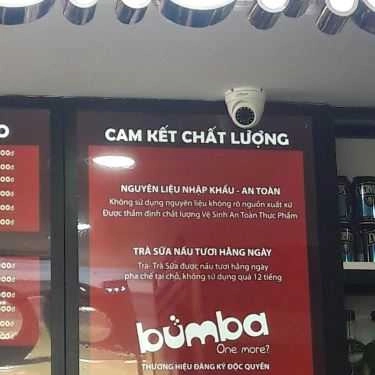 CAM KẾT CHẤT LƯỢNG
NGUYÊN LIỆU NHẬP KHẨU - AN TOÀN
Không sử dụng nguyên liệu không rõ nguồn xuất xứ
Được thẩm định chất lượng Vệ Sinh An Toàn Thực Phẩm
TRÀ SỮA NẤU TƯƠI HẰNG NGÀY
Trà- Trà Sữa được nấu tươi hằng ngày
pha chế tại chỗ, không sử dụng quá 12 tiếng
bumba
One more?
THƯƠNG HIỆU ĐĂNG KÝ ĐỘC QUYỀN